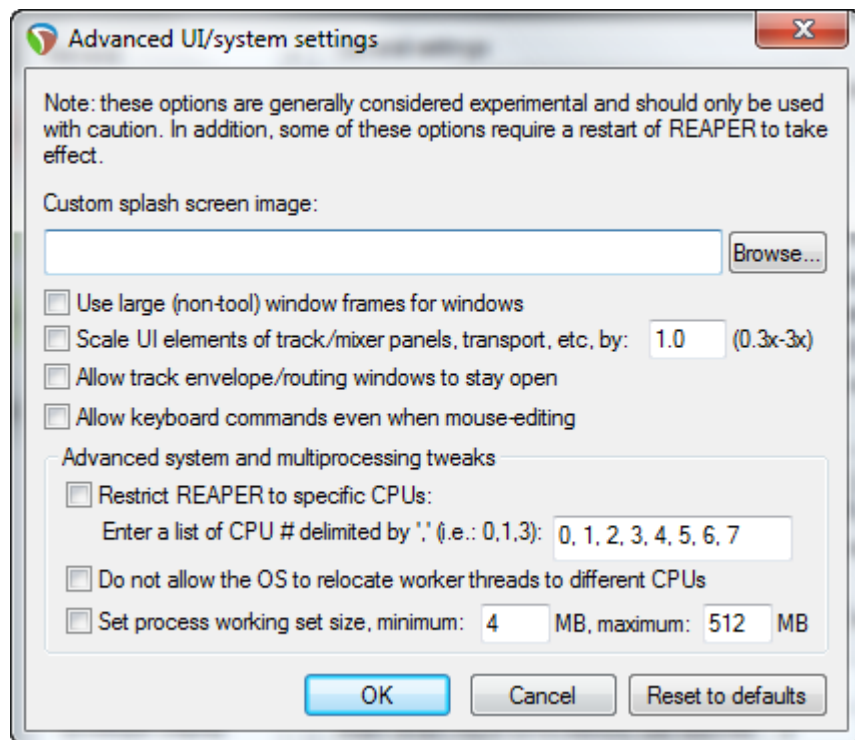 Advanced UI/system settings
Note: these options are generally considered experimental and should only be used
with caution. In addition, some of these options require a restart of REAPER to take
effect.
Custom splash screen image:
Browse...
Use large (non-tool) window frames for windows
Scale UI elements of track/mixer panels, transport, etc, by: 1.0 (0.3x-3x)
Allow track envelope/routing windows to stay open
Allow keyboard commands even when mouse-editing
Advanced system and multiprocessing tweaks
Restrict REAPER to specific CPUs:
Enter a list of CPU # delimited by ',' (i.e.: 0,1,3): 0, 1, 2, 3, 4, 5, 6, 7
Do not allow the OS to relocate worker threads to different CPUs
Set process working set size, minimum: 4 MB, maximum: 512 MB
OK Cancel Reset to defaults